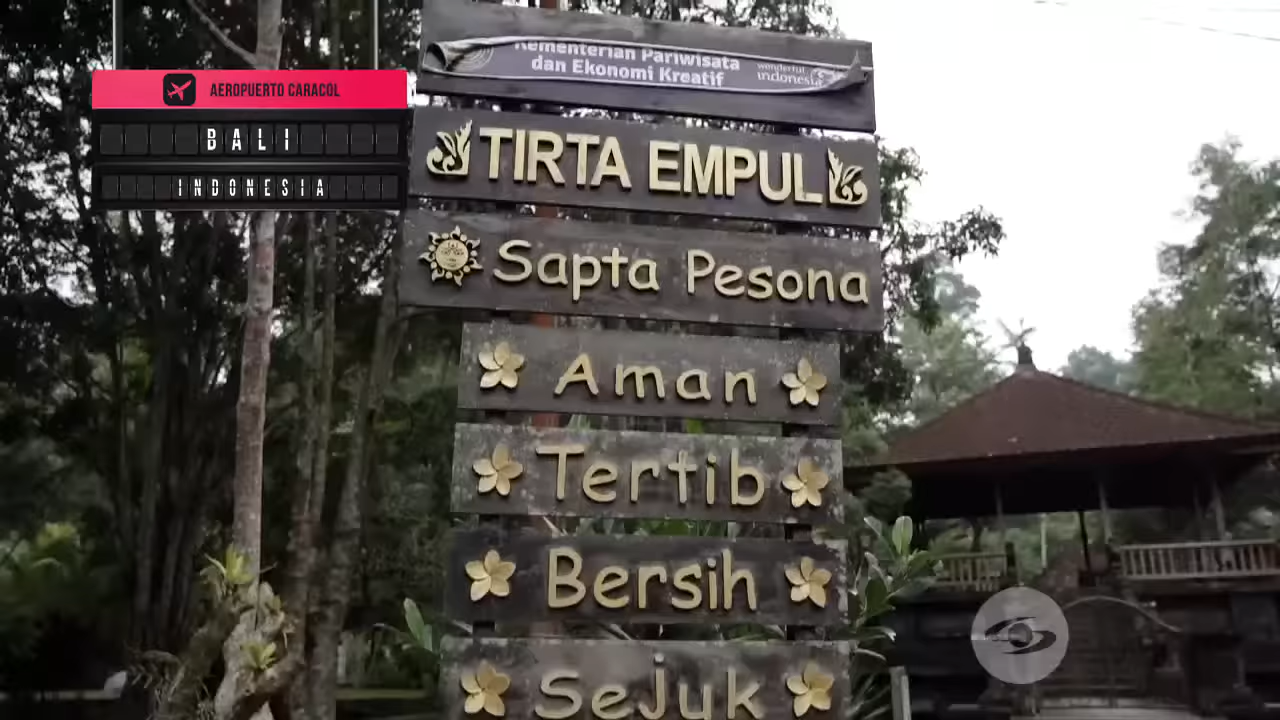 AEROPUERTO CARACOL
BALI
INDONESIA
Kementerian Pariwisata
dan Ekonomi Kreatif
wonderful
indonesia
TIRTA EMPUL
Sapta Pesona
Aman
Tertib
Bersih
Sejuk